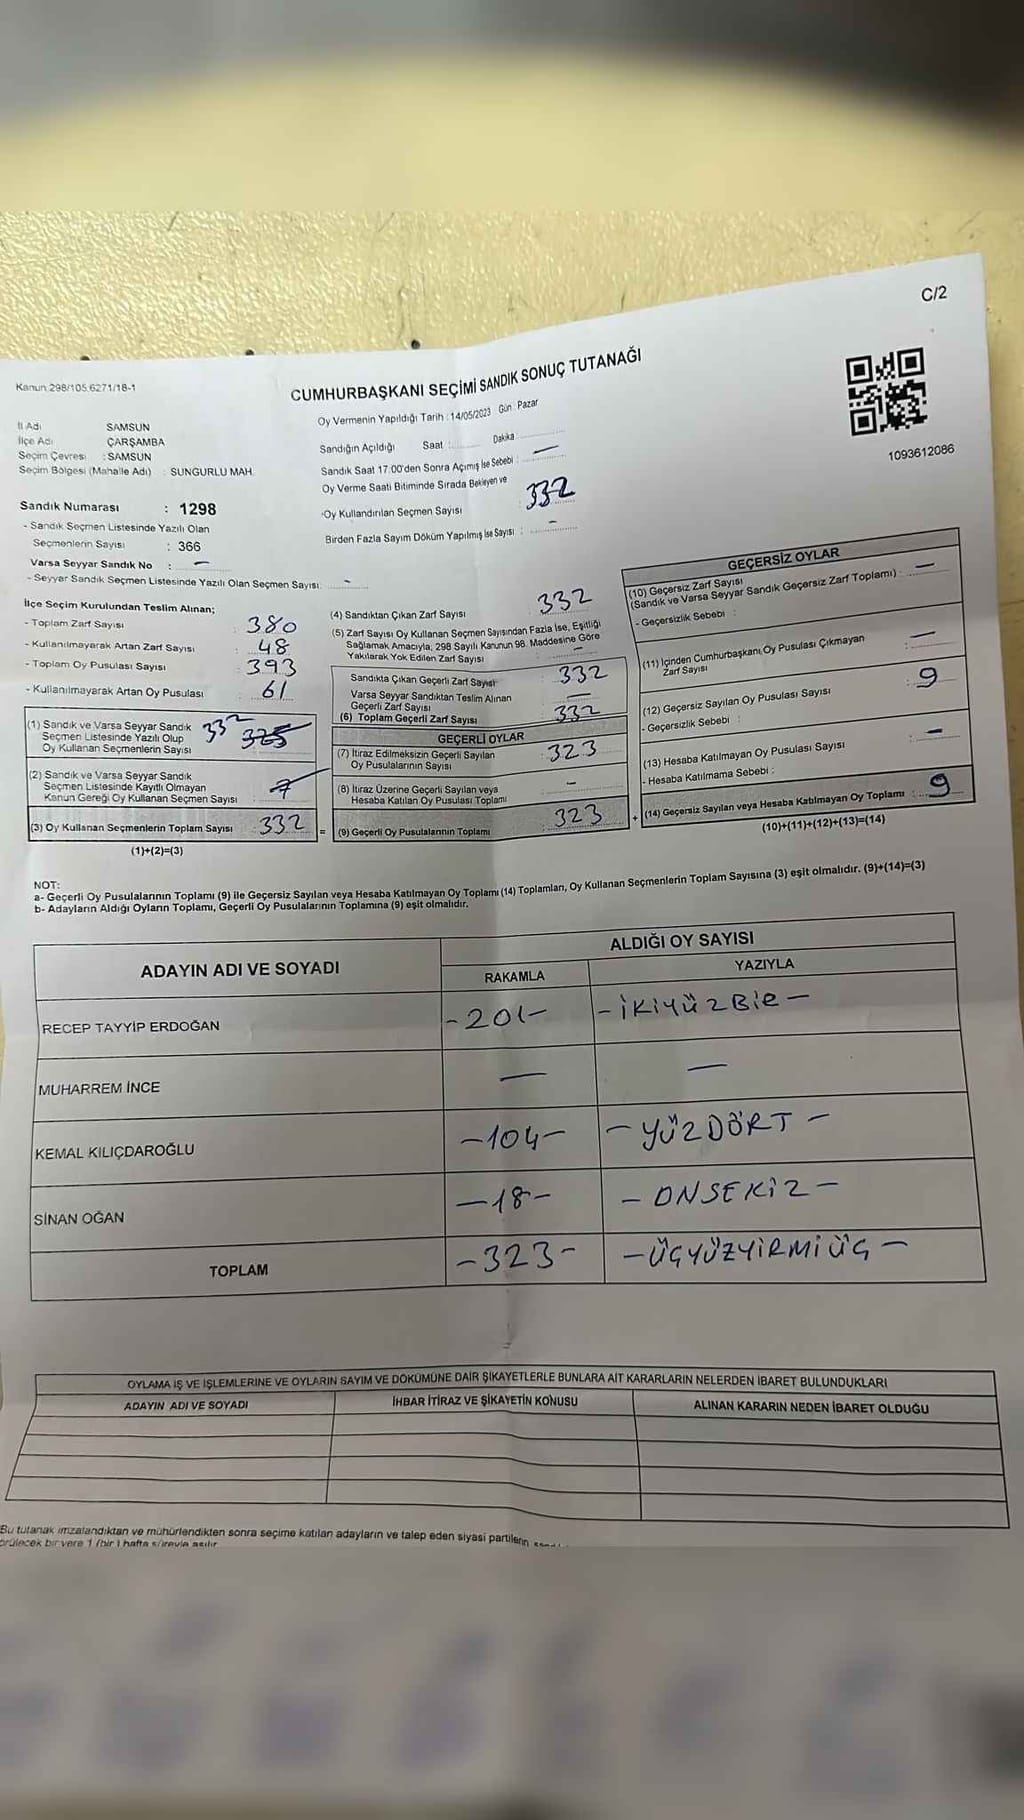 C/2
Kanun 298/105.6271/18-1
CUMHURBAŞKANI SEÇİMİ SANDIK SONUÇ TUTANAĞI
1093612086
İl Adı SAMSUN
İlçe Adı ÇARŞAMBA
Seçim Çevresi : SAMSUN
Seçim Bölgesi (Mahalle Adı) : SUNGURLU MAH.
Sandık Numarası : 1298
- Sandık Seçmen Listesinde Yazılı Olan
Seçmenlerin Sayısı : 366
Varsa Seyyar Sandık No : -
- Seyyar Sandık Seçmen Listesinde Yazılı Olan Seçmen Sayısı: -
Oy Vermenin Yapıldığı Tarih : 14/05/2023 Gün : Pazar
Sandığın Açıldığı Saat : Dakika :
Sandık Saat 17:00'den Sonra Açımış İse Sebebi : -
Oy Verme Saati Bitiminde Sırada Bekleyen ve
Oy Kullandırılan Seçmen Sayısı 332
Birden Fazla Sayım Döküm Yapılmış İse Sayısı : -
İlçe Seçim Kurulundan Teslim Alınan;
- Toplam Zarf Sayısı : 380
- Kullanılmayarak Artan Zarf Sayısı : 48
- Toplam Oy Pusulası Sayısı : 393
- Kullanılmayarak Artan Oy Pusulası : 61
(1) Sandık ve Varsa Seyyar Sandık
Seçmen Listesinde Yazılı Olup
Oy Kullanan Seçmenlerin Sayısı 332 325
(2) Sandık ve Varsa Seyyar Sandık
Seçmen Listesinde Kayıtlı Olmayan
Kanun Gereği Oy Kullanan Seçmen Sayısı : 7
(3) Oy Kullanan Seçmenlerin Toplam Sayısı : 332 =
(1)+(2)=(3)
(4) Sandıktan Çıkan Zarf Sayısı 332
(5) Zarf Sayısı Oy Kullanan Seçmen Sayısından Fazla İse, Eşitliği
Sağlamak Amacıyla, 298 Sayılı Kanunun 98. Maddesine Göre
Yakılarak Yok Edilen Zarf Sayısı : -
Sandıkta Çıkan Geçerli Zarf Sayısı 332
Varsa Seyyar Sandıktan Teslim Alınan
Geçerli Zarf Sayısı -
(6) Toplam Geçerli Zarf Sayısı 332
GEÇERLİ OYLAR
(7) İtiraz Edilmeksizin Geçerli Sayılan
Oy Pusulalarının Sayısı : 323
(8) İtiraz Üzerine Geçerli Sayılan veya
Hesaba Katılan Oy Pusulası Toplamı : -
(9) Geçerli Oy Pusulalarının Toplamı : 323 +
GEÇERSİZ OYLAR
(10) Geçersiz Zarf Sayısı
(Sandık ve Varsa Seyyar Sandık Geçersiz Zarf Toplamı) : -
- Geçersizlik Sebebi :
(11) İçinden Cumhurbaşkanı Oy Pusulası Çıkmayan
Zarf Sayısı : -
(12) Geçersiz Sayılan Oy Pusulası Sayısı : 9
- Geçersizlik Sebebi :
(13) Hesaba Katılmayan Oy Pusulası Sayısı : -
- Hesaba Katılmama Sebebi :
(14) Geçersiz Sayılan veya Hesaba Katılmayan Oy Toplamı : 9
(10)+(11)+(12)+(13)=(14)
NOT:
a- Geçerli Oy Pusulalarının Toplamı (9) ile Geçersiz Sayılan veya Hesaba Katılmayan Oy Toplamı (14) Toplamları, Oy Kullanan Seçmenlerin Toplam Sayısına (3) eşit olmalıdır. (9)+(14)=(3)
b- Adayların Aldığı Oyların Toplamı, Geçerli Oy Pusulalarının Toplamına (9) eşit olmalıdır.
ADAYIN ADI VE SOYADI
ALDIĞI OY SAYISI
RAKAMLA YAZIYLA
RECEP TAYYİP ERDOĞAN -201- -İKİYÜZBİR-
MUHARREM İNCE - -
KEMAL KILIÇDAROĞLU -104- -YÜZDÖRT-
SİNAN OĞAN -18- -ONSEKİZ-
TOPLAM -323- -ÜÇYÜZYİRMİÜÇ-
OYLAMA İŞ VE İŞLEMLERİNE VE OYLARIN SAYIM VE DÖKÜMÜNE DAİR ŞİKAYETLERLE BUNLARA AİT KARARLARIN NELERDEN İBARET BULUNDUKLARI
ADAYIN ADI VE SOYADI İHBAR İTİRAZ VE ŞİKAYETİN KONUSU ALINAN KARARIN NEDEN İBARET OLDUĞU
Bu tutanak imzalandıktan ve mühürlendikten sonra seçime katılan adayların ve talep eden siyasi partilerin
bir yere 1 (bir) hafta süreyle asılır